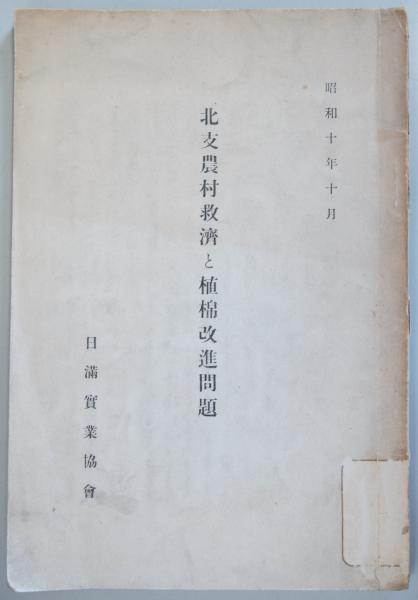 昭和十年十月
北支農村救濟と植棉改進問題
日滿實業協會